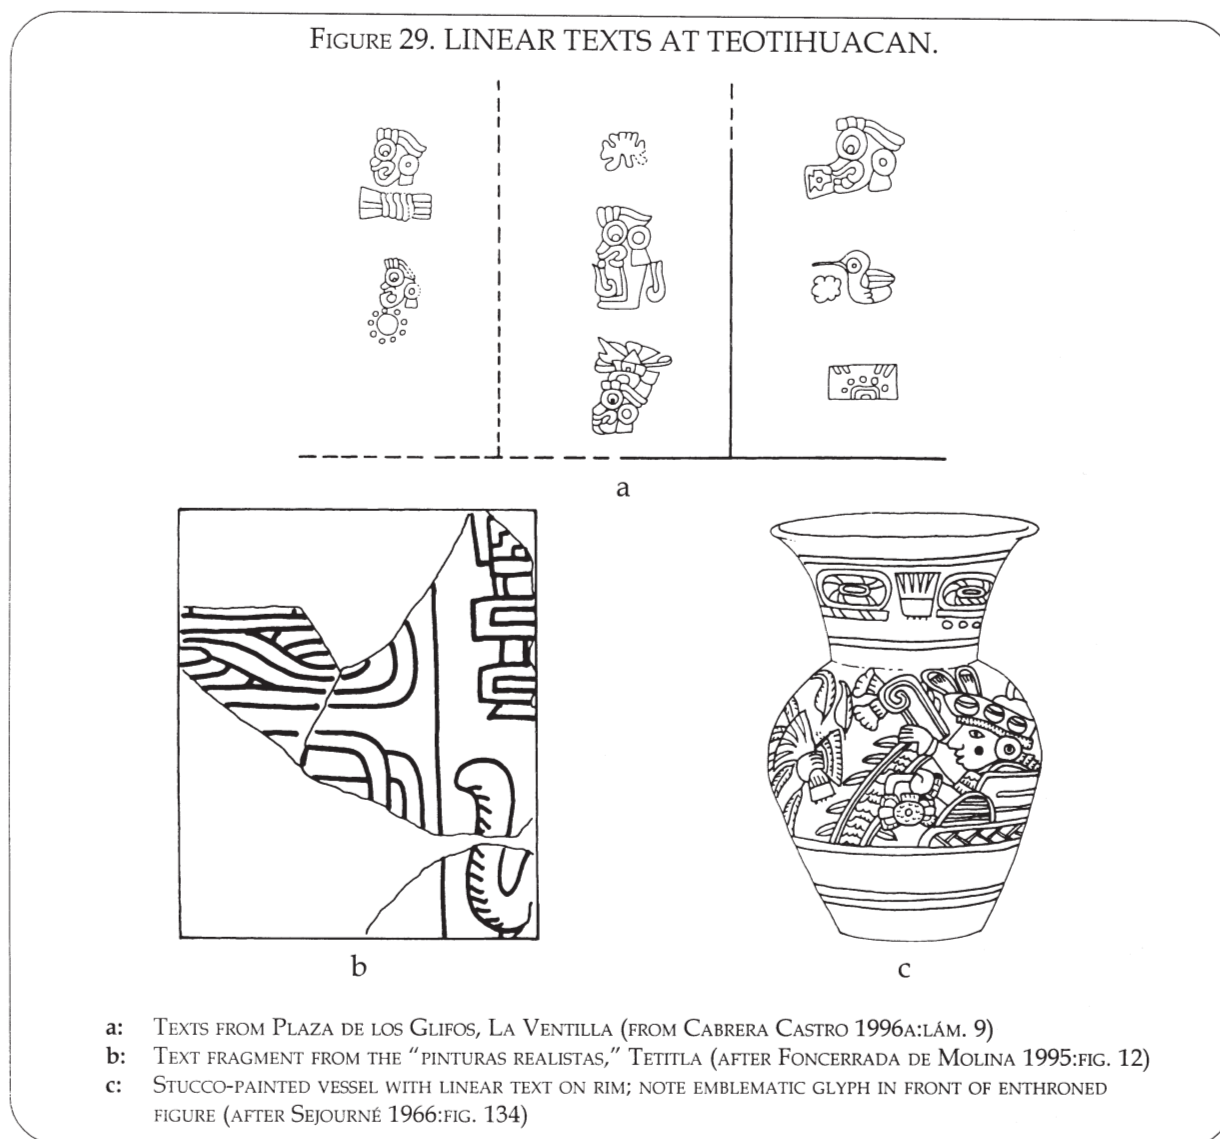 FIGURE 29. LINEAR TEXTS AT TEOTIHUACAN.
a
b
c
a: TEXTS FROM PLAZA DE LOS GLIFOS, LA VENTILLA (FROM CABRERA CASTRO 1996A:LÁM. 9)
b: TEXT FRAGMENT FROM THE "PINTURAS REALISTAS," TETITLA (AFTER FONCERRADA DE MOLINA 1995:FIG. 12)
c: STUCCO-PAINTED VESSEL WITH LINEAR TEXT ON RIM; NOTE EMBLEMATIC GLYPH IN FRONT OF ENTHRONED
FIGURE (AFTER SEJOURNÉ 1966:FIG. 134)